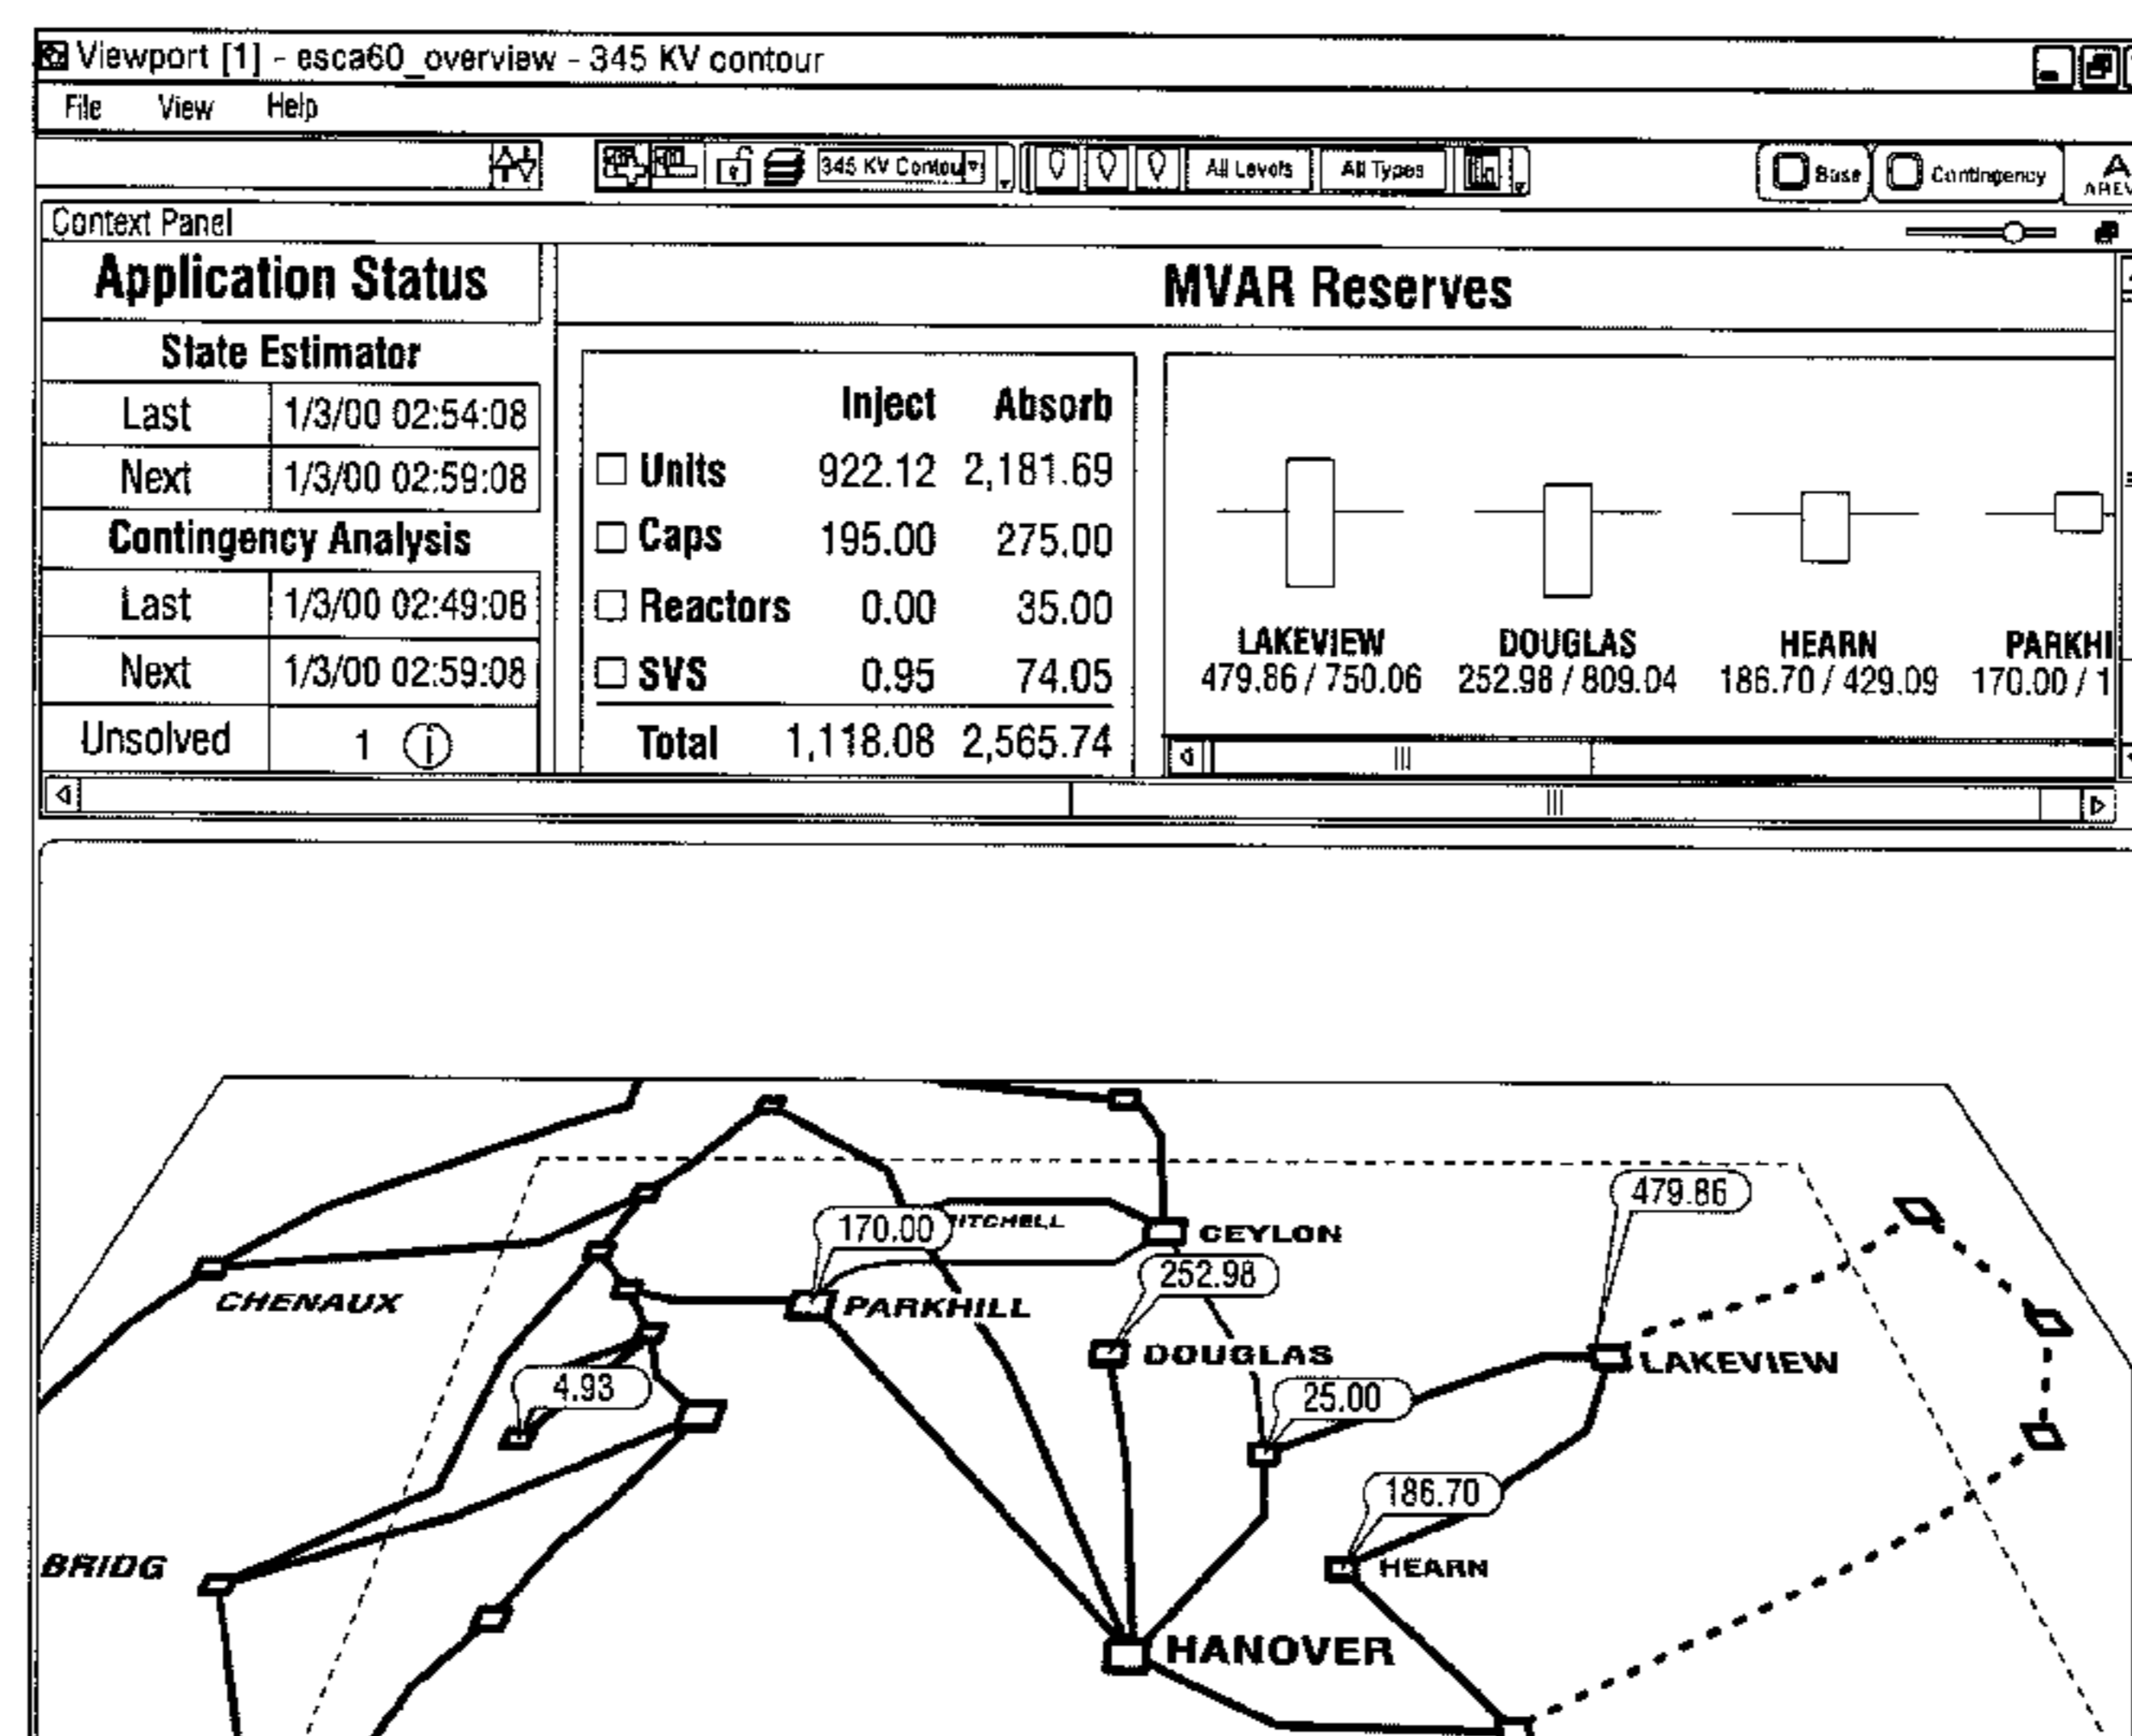 Viewport [1] - esca60_overview - 345 KV contour
File View Help
345 KV Contou All Levels All Types Base Contingency
Context Panel
Application Status
State Estimator
Last 1/3/00 02:54:08
Next 1/3/00 02:59:08
Contingency Analysis
Last 1/3/00 02:49:08
Next 1/3/00 02:59:08
Unsolved 1 i
MVAR Reserves
Inject Absorb
Units 922.12 2,181.69
Caps 195.00 275.00
Reactors 0.00 35.00
SVS 0.95 74.05
Total 1,118.08 2,565.74
LAKEVIEW DOUGLAS HEARN PARKHI
479.86 / 750.06 252.98 / 809.04 186.70 / 429.09 170.00 / 1
479.86
170.00 ITCHELL CEYLON
252.98
CHENAUX PARKHILL
DOUGLAS LAKEVIEW
4.93 25.00
186.70
BRIDG HEARN
HANOVER